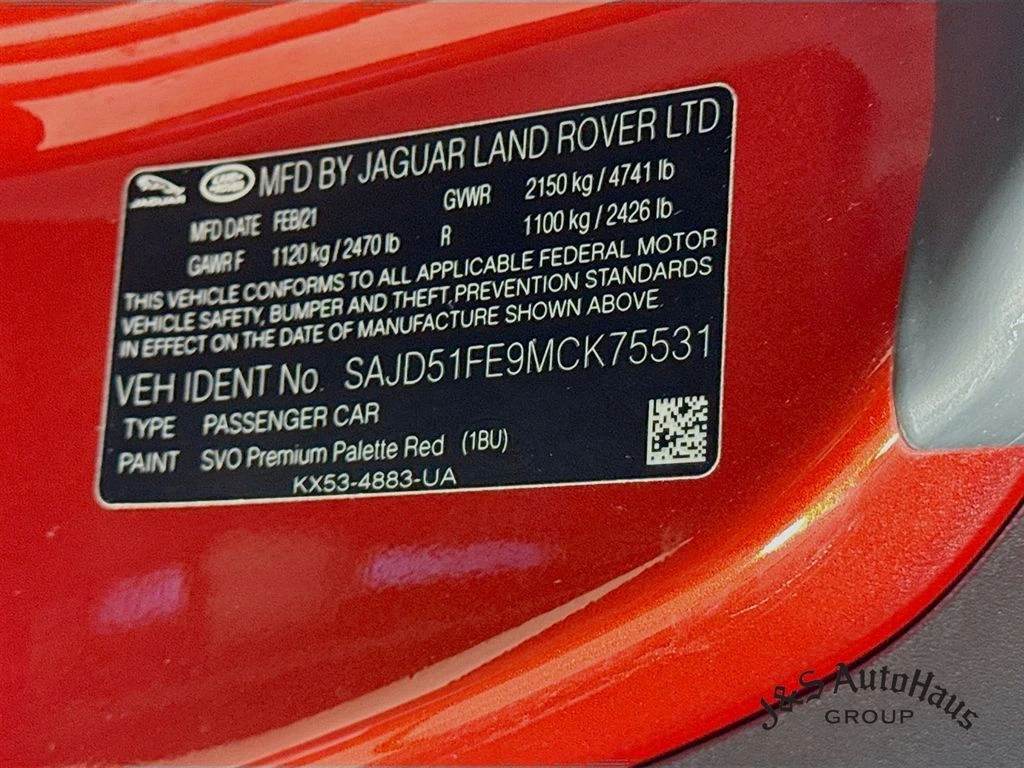 JAGUAR LAND ROVER MFD BY JAGUAR LAND ROVER LTD
MFD DATE FEB/21 GVWR 2150 kg / 4741 lb
GAWR F 1120 kg / 2470 lb R 1100 kg / 2426 lb
THIS VEHICLE CONFORMS TO ALL APPLICABLE FEDERAL MOTOR
VEHICLE SAFETY, BUMPER AND THEFT PREVENTION STANDARDS
IN EFFECT ON THE DATE OF MANUFACTURE SHOWN ABOVE.
VEH IDENT No. SAJD51FE9MCK75531
TYPE PASSENGER CAR
PAINT SVO Premium Palette Red (1BU)
KX53-4883-UA
J&S AutoHaus
GROUP